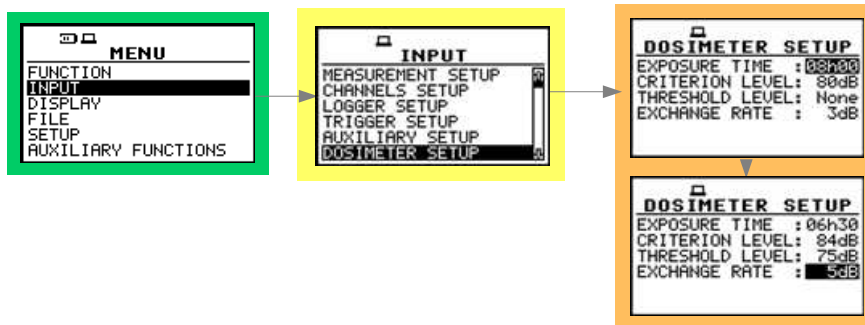 MENU
FUNCTION
INPUT
DISPLAY
FILE
SETUP
AUXILIARY FUNCTIONS
INPUT
MEASUREMENT SETUP
CHANNELS SETUP
LOGGER SETUP
TRIGGER SETUP
AUXILIARY SETUP
DOSIMETER SETUP
DOSIMETER SETUP
EXPOSURE TIME :08h00
CRITERION LEVEL: 80dB
THRESHOLD LEVEL: None
EXCHANGE RATE : 3dB
DOSIMETER SETUP
EXPOSURE TIME :06h30
CRITERION LEVEL: 84dB
THRESHOLD LEVEL: 75dB
EXCHANGE RATE : 5dB